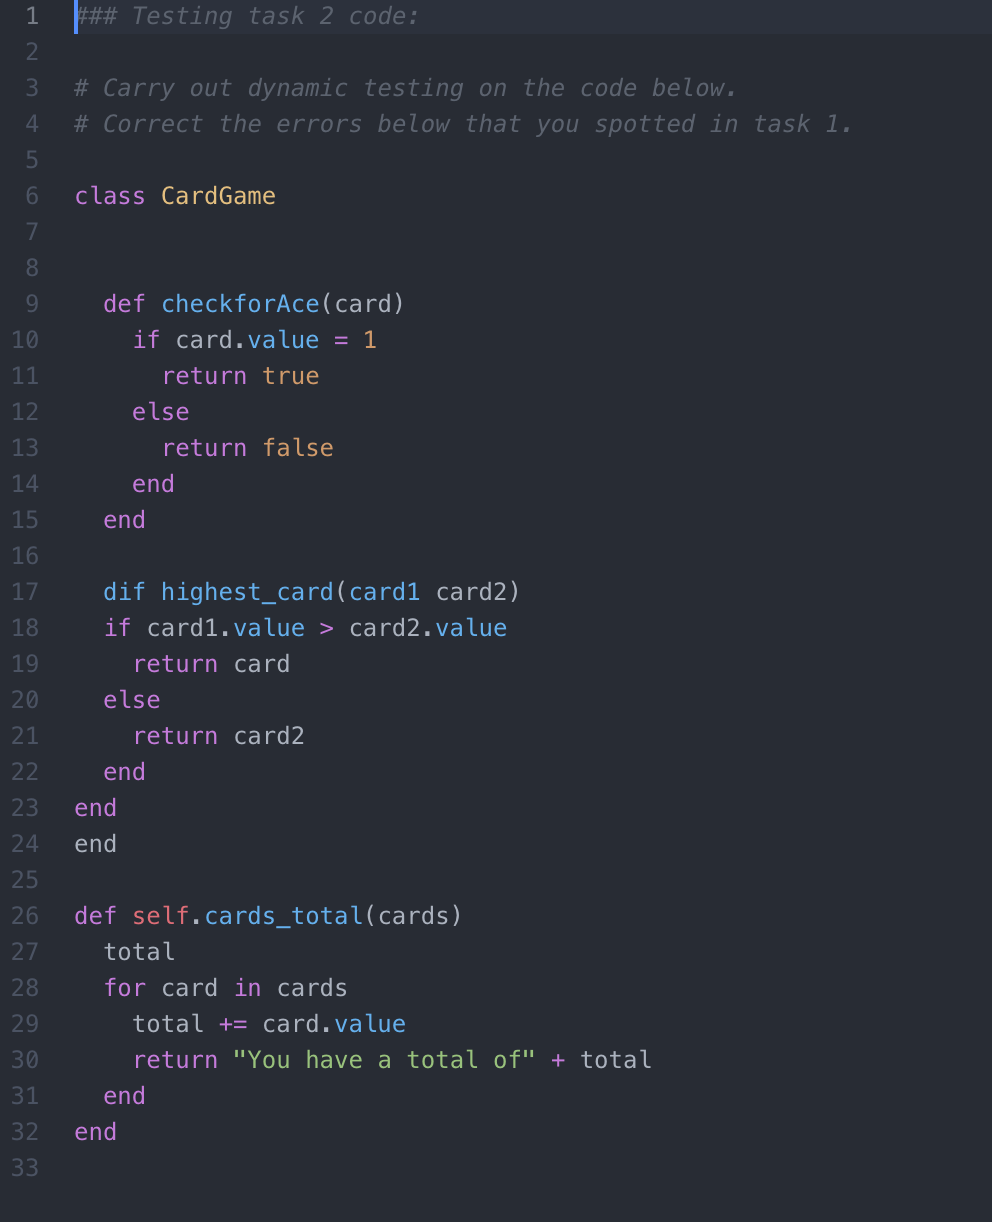 1 ### Testing task 2 code:
2
3 # Carry out dynamic testing on the code below.
4 # Correct the errors below that you spotted in task 1.
5
6 class CardGame
7
8
9   def checkforAce(card)
10     if card.value = 1
11       return true
12     else
13       return false
14     end
15   end
16
17   dif highest_card(card1 card2)
18   if card1.value > card2.value
19     return card
20   else
21     return card2
22   end
23 end
24 end
25
26 def self.cards_total(cards)
27   total
28   for card in cards
29     total += card.value
30     return "You have a total of" + total
31   end
32 end
33